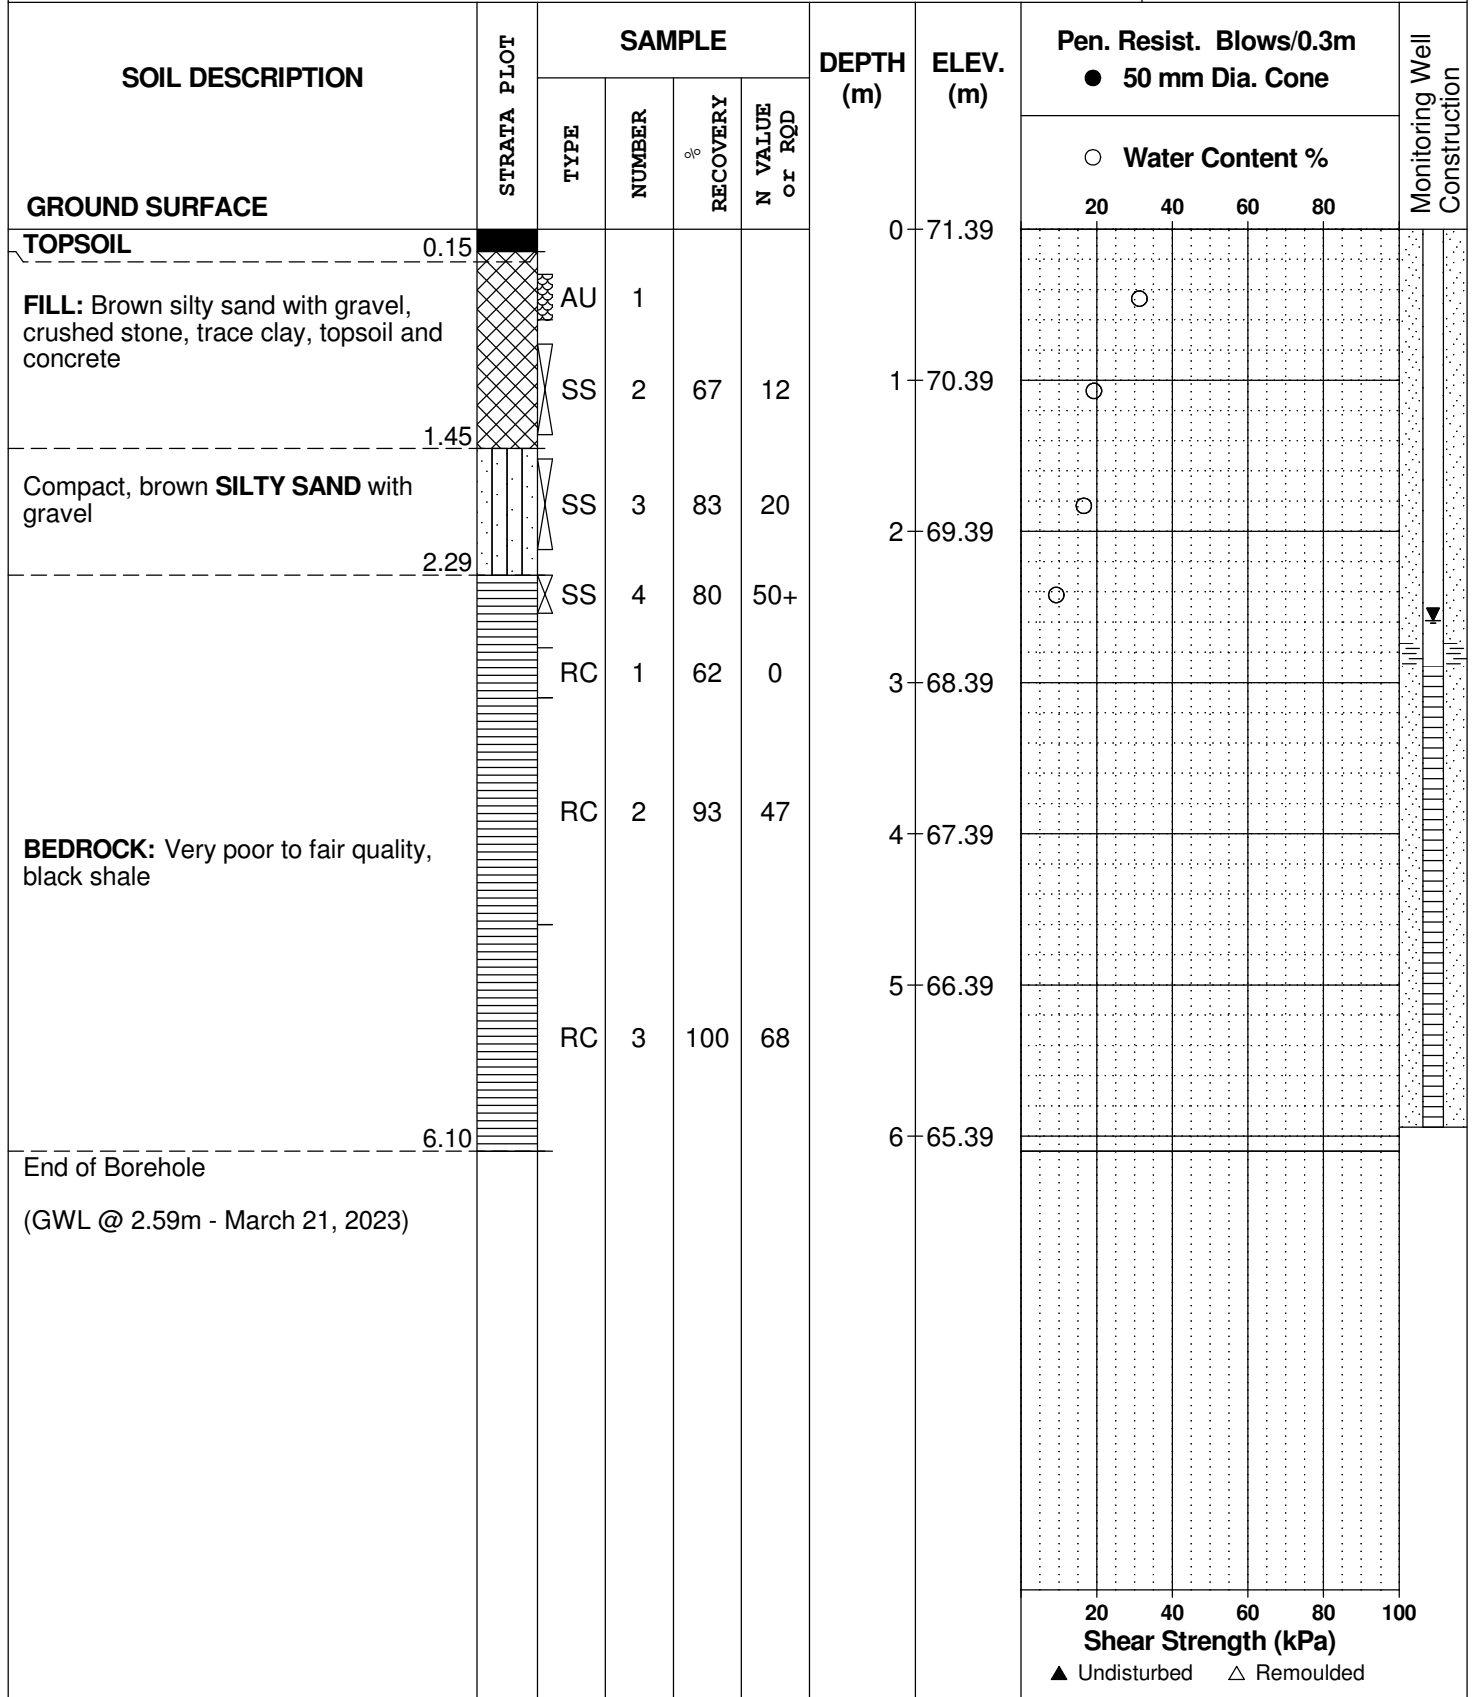 SOIL DESCRIPTION
GROUND SURFACE
STRATA PLOT
SAMPLE
TYPE
NUMBER
% RECOVERY
N VALUE or RQD
DEPTH (m)
ELEV. (m)
Pen. Resist. Blows/0.3m
● 50 mm Dia. Cone
○ Water Content %
20 40 60 80
Monitoring Well Construction
0 71.39
TOPSOIL 0.15
FILL: Brown silty sand with gravel,
crushed stone, trace clay, topsoil and
concrete
AU 1
SS 2 67 12
1 70.39
1.45
Compact, brown SILTY SAND with
gravel
SS 3 83 20
2 69.39
2.29
SS 4 80 50+
RC 1 62 0
3 68.39
RC 2 93 47
4 67.39
BEDROCK: Very poor to fair quality,
black shale
5 66.39
RC 3 100 68
6.10
6 65.39
End of Borehole
(GWL @ 2.59m - March 21, 2023)
20 40 60 80 100
Shear Strength (kPa)
▲ Undisturbed △ Remoulded